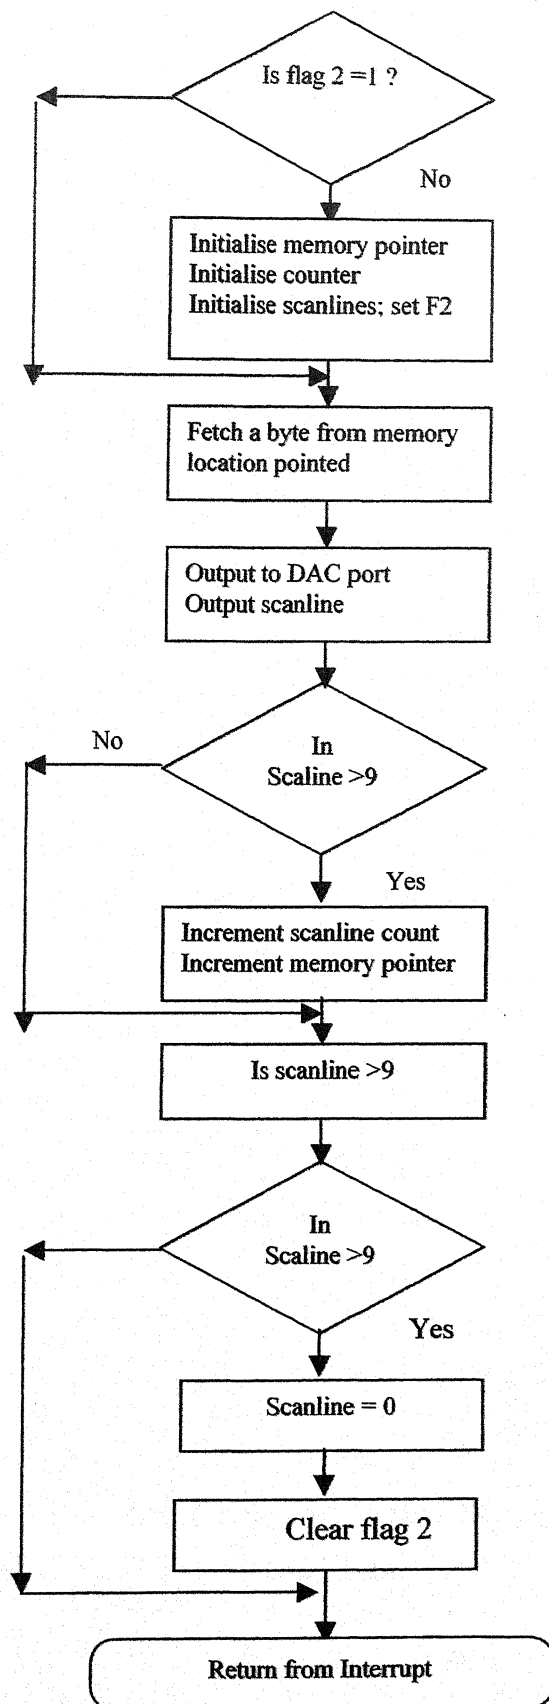 Is flag 2 =1 ?
No
Initialise memory pointer
Initialise counter
Initialise scanlines; set F2
Fetch a byte from memory
location pointed
Output to DAC port
Output scanline
No
In
Scaline >9
Yes
Increment scanline count
Increment memory pointer
Is scanline >9
In
Scaline >9
Yes
Scanline = 0
Clear flag 2
Return from Interrupt